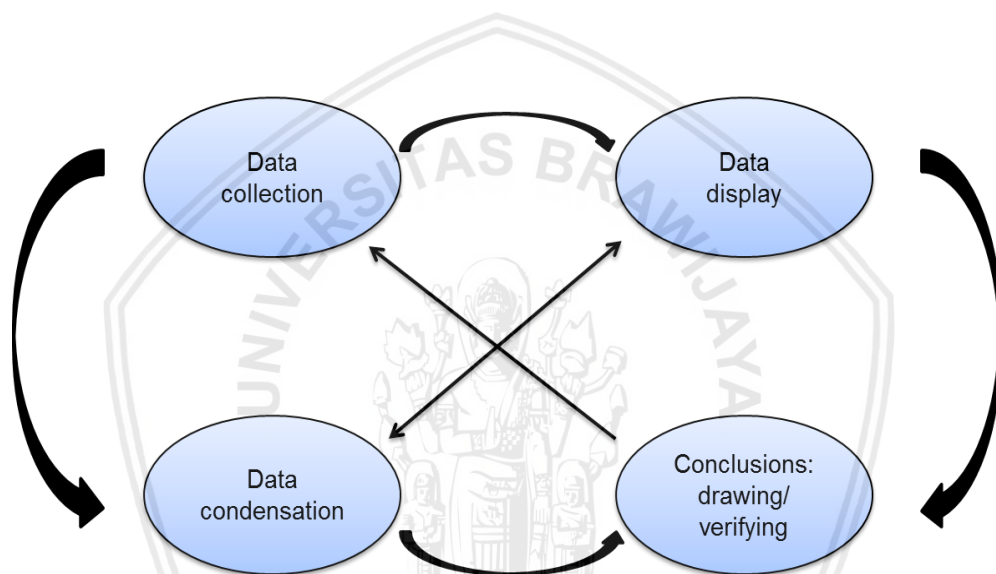 UNIVERSITAS BRAWIJAYA
Data
collection
Data
display
Data
condensation
Conclusions:
drawing/
verifying